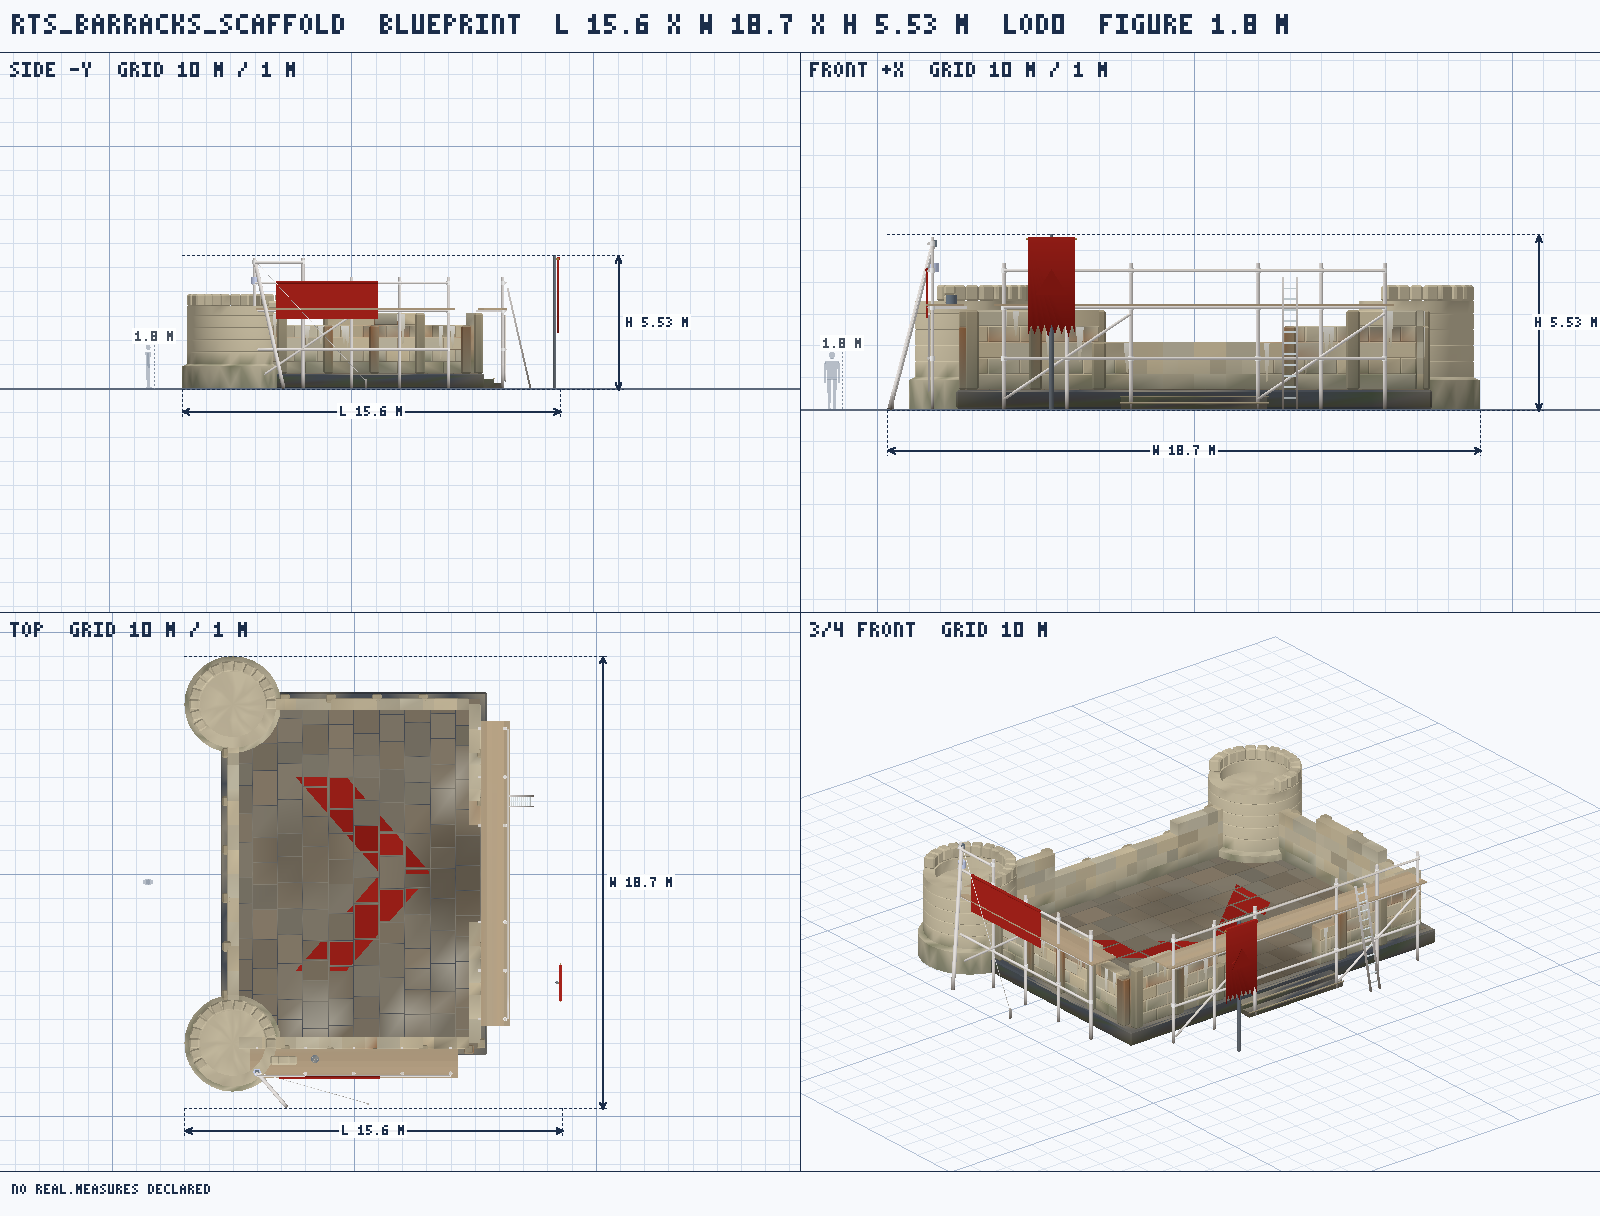 RTS_BARRACKS_SCAFFOLD  BLUEPRINT  L 15.6 X W 18.7 X H 5.53 M  LOD0  FIGURE 1.8 M
SIDE -Y  GRID 10 M / 1 M
1.8 M
H 5.53 M
L 15.6 M
FRONT +X  GRID 10 M / 1 M
1.8 M
H 5.53 M
W 18.7 M
TOP  GRID 10 M / 1 M
W 18.7 M
L 15.6 M
3/4 FRONT  GRID 10 M
NO REAL.MEASURES DECLARED